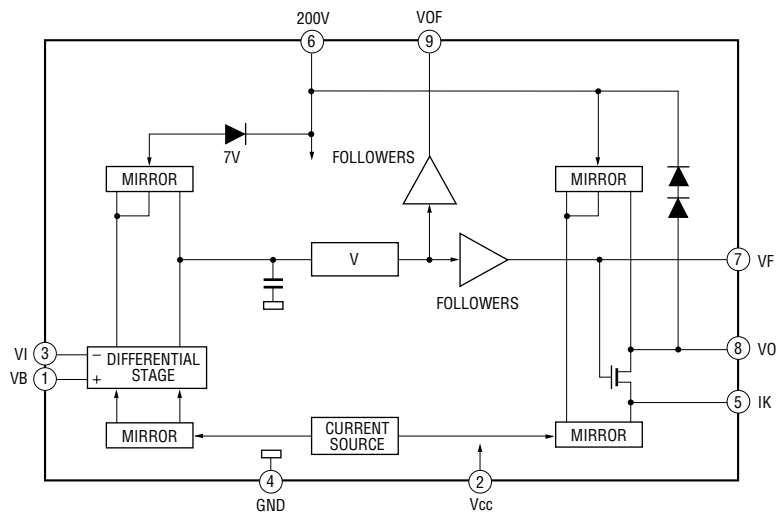 200V
VOF
6
9
FOLLOWERS
7V
MIRROR
MIRROR
V
7 VF
FOLLOWERS
VI 3
− DIFFERENTIAL
8 VO
VB 1
+ STAGE
5 IK
MIRROR
CURRENT
SOURCE
MIRROR
4
2
GND
Vcc